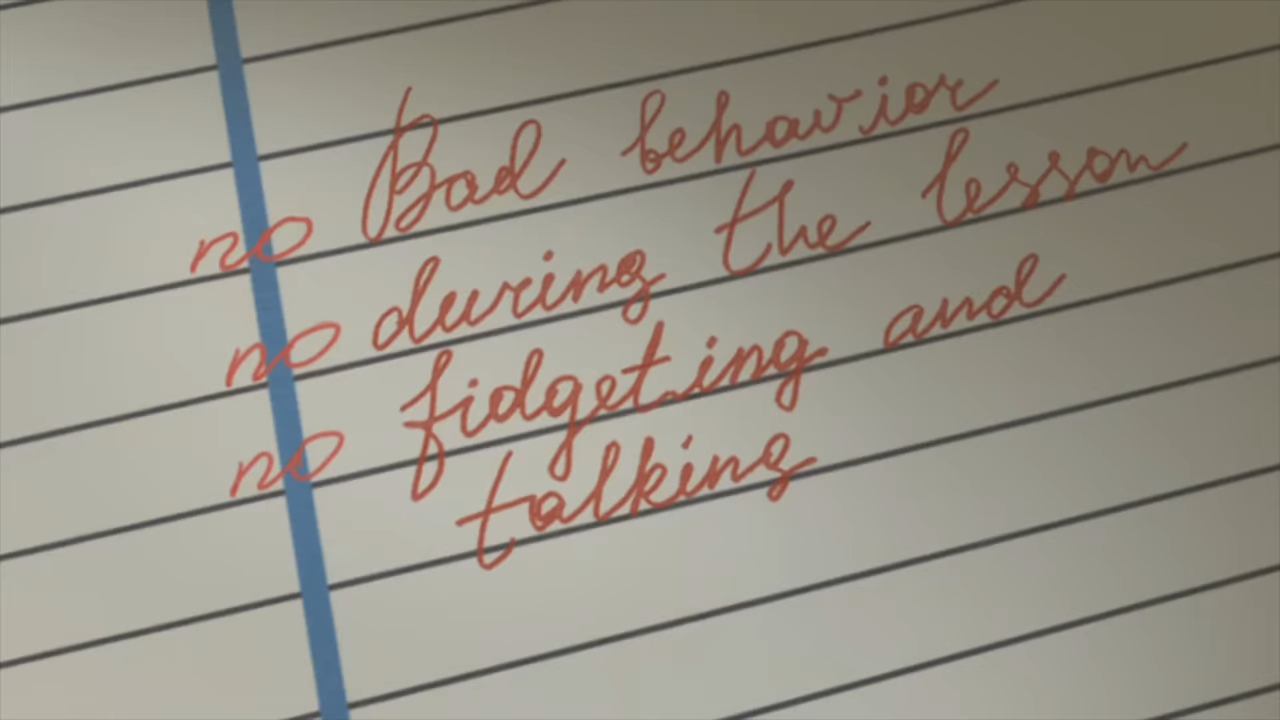 no Bad behavior
no during the lesson
no fidgeting and
talking